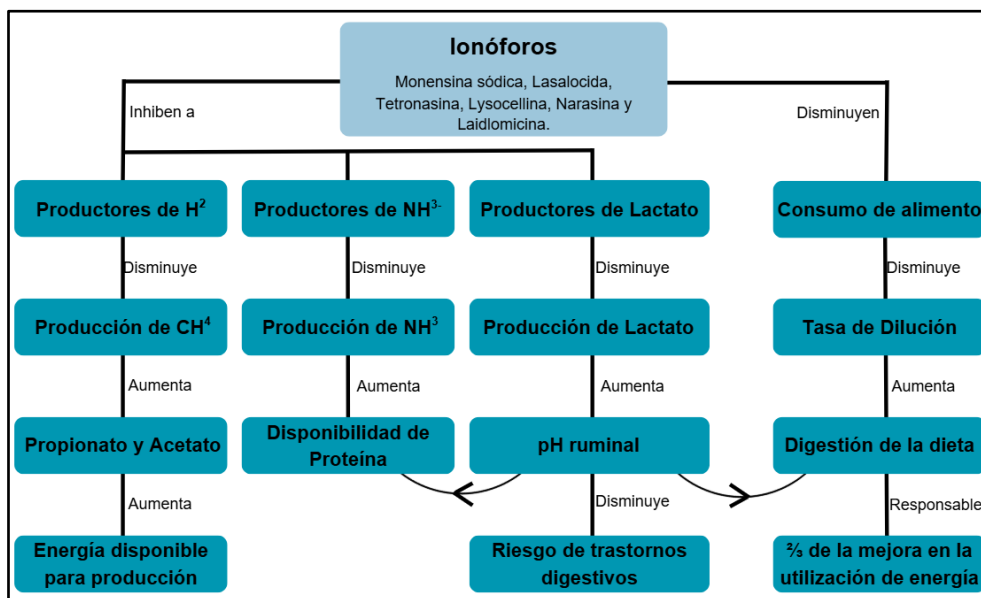 Ionóforos
Monensina sódica, Lasalocida,
Tetronasina, Lysocellina, Narasina y
Laidlomicina.
Inhiben a
Disminuyen
Productores de H²
Productores de NH³⁻
Productores de Lactato
Consumo de alimento
Disminuye
Disminuye
Disminuye
Disminuye
Producción de CH⁴
Producción de NH³
Producción de Lactato
Tasa de Dilución
Aumenta
Aumenta
Aumenta
Aumenta
Propionato y Acetato
Disponibilidad de
Proteína
pH ruminal
Digestión de la dieta
Aumenta
Disminuye
Responsable
Energía disponible
para producción
Riesgo de trastornos
digestivos
⅔ de la mejora en la
utilización de energía